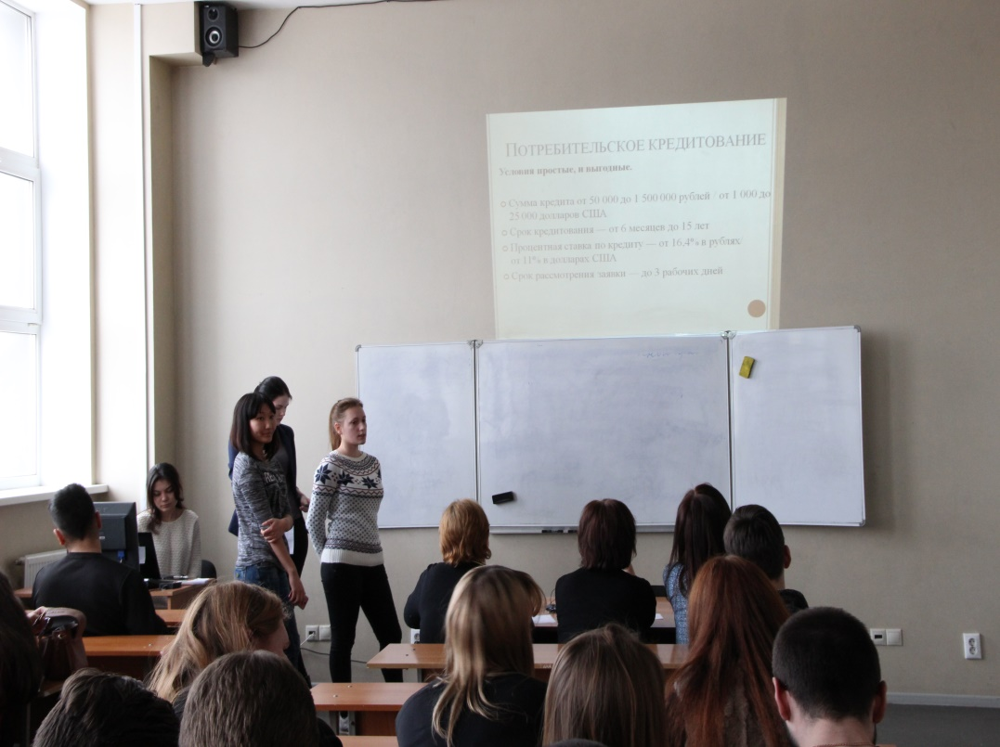 ПОТРЕБИТЕЛЬСКОЕ КРЕДИТОВАНИЕ
Условия простые, и выгодные.
Сумма кредита от 50 000 до 1 500 000 рублей / от 1 000 до
25 000 долларов США
Срок кредитования — от 6 месяцев до 15 лет
Процентная ставка по кредиту — от 16,4% в рублях
от 11% в долларах США
Срок рассмотрения заявки — до 3 рабочих дней